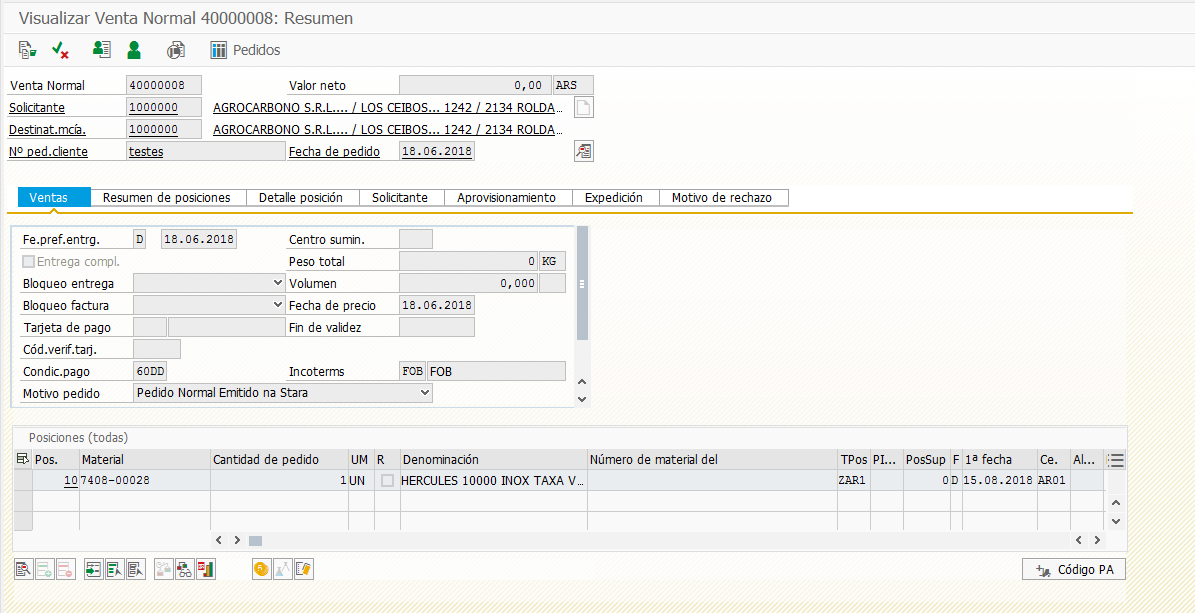 Visualizar Venta Normal 40000008: Resumen
Pedidos
Venta Normal 40000008 Valor neto 0,00 ARS
Solicitante 1000000 AGROCARBONO S.R.L.... / LOS CEIBOS... 1242 / 2134 ROLDA...
Destinat.mcía. 1000000 AGROCARBONO S.R.L.... / LOS CEIBOS... 1242 / 2134 ROLDA...
Nº ped.cliente testes Fecha de pedido 18.06.2018
Ventas Resumen de posiciones Detalle posición Solicitante Aprovisionamiento Expedición Motivo de rechazo
Fe.pref.entrg. D 18.06.2018 Centro sumin.
Entrega compl. Peso total 0 KG
Bloqueo entrega Volumen 0,000
Bloqueo factura Fecha de precio 18.06.2018
Tarjeta de pago Fin de validez
Cód.verif.tarj.
Condic.pago 60DD Incoterms FOB FOB
Motivo pedido Pedido Normal Emitido na Stara
Posiciones (todas)
Pos. Material Cantidad de pedido UM R Denominación Número de material del TPos PI... PosSup F 1ª fecha Ce. Al...
10 7408-00028 1 UN HERCULES 10000 INOX TAXA V... ZAR1 0 D 15.08.2018 AR01
Código PA